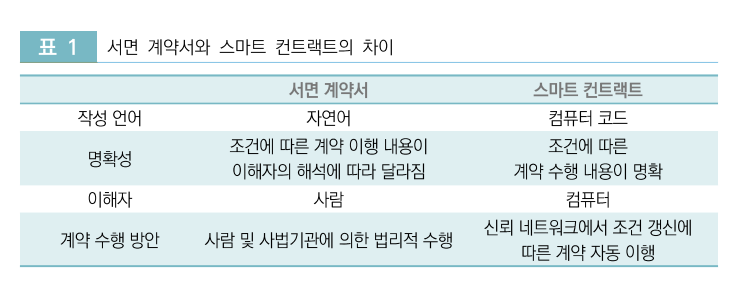 표 1 서면 계약서와 스마트 컨트랙트의 차이
서면 계약서 스마트 컨트랙트
작성 언어 자연어 컴퓨터 코드
명확성 조건에 따른 계약 이행 내용이 이해자의 해석에 따라 달라짐 조건에 따른 계약 수행 내용이 명확
이해자 사람 컴퓨터
계약 수행 방안 사람 및 사법기관에 의한 법리적 수행 신뢰 네트워크에서 조건 갱신에 따른 계약 자동 이행